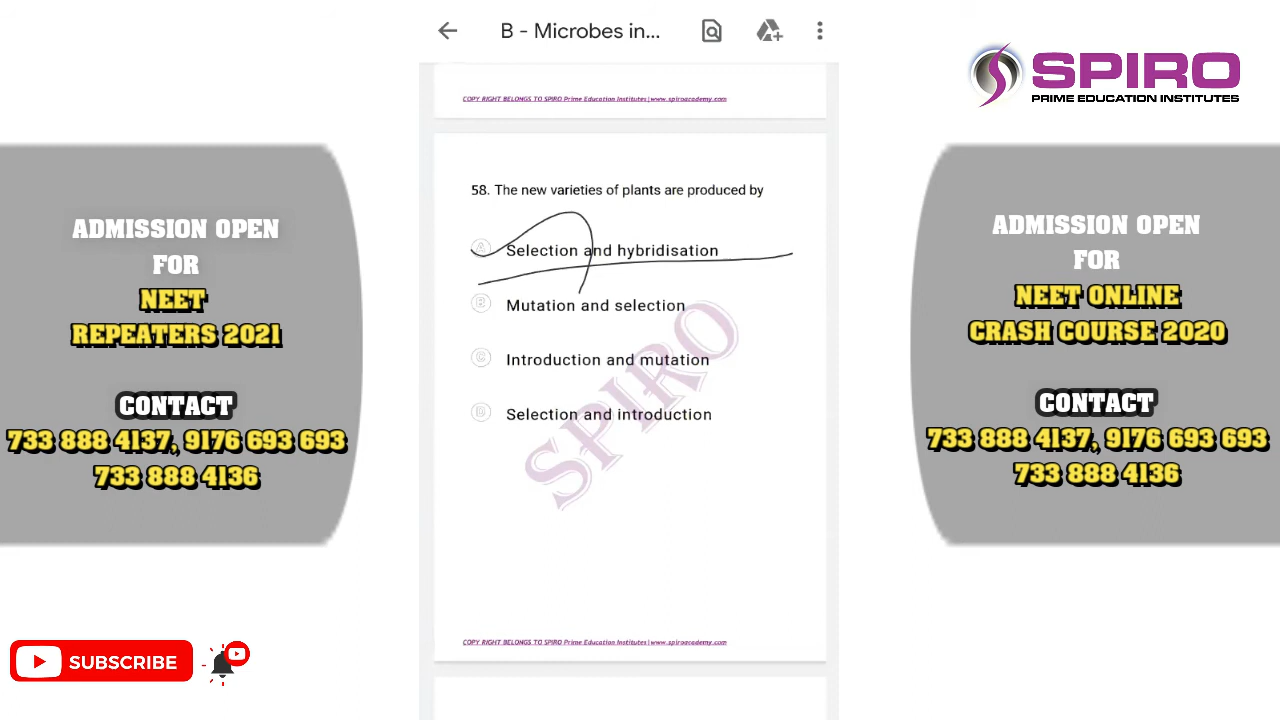 B - Microbes in...
SPIRO
PRIME EDUCATION INSTITUTES
COPY RIGHT BELONGS TO SPIRO Prime Education Institutes|www.spiroacademy.com
ADMISSION OPEN
FOR
NEET
REPEATERS 2021
CONTACT
733 888 4137, 9176 693 693
733 888 4136
58. The new varieties of plants are produced by
A Selection and hybridisation
B Mutation and selection
C Introduction and mutation
D Selection and introduction
SPIRO
COPY RIGHT BELONGS TO SPIRO Prime Education Institutes|www.spiroacademy.com
ADMISSION OPEN
FOR
NEET ONLINE
CRASH COURSE 2020
CONTACT
733 888 4137, 9176 693 693
733 888 4136
SUBSCRIBE